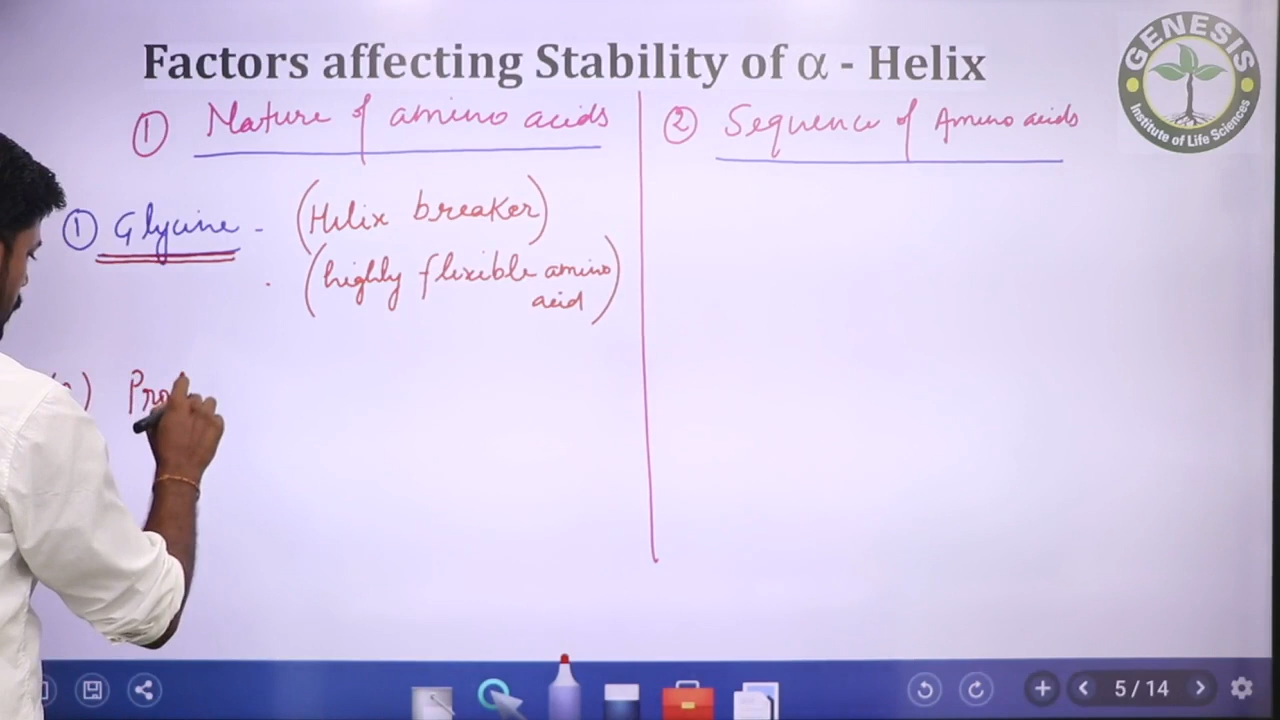 Factors affecting Stability of α - Helix
① Nature of amino acids
② Sequence of Amino acids
① Glycine - (Helix breaker)
(highly flexible amino acid)
GENESIS
Institute of Life Sciences
5 / 14